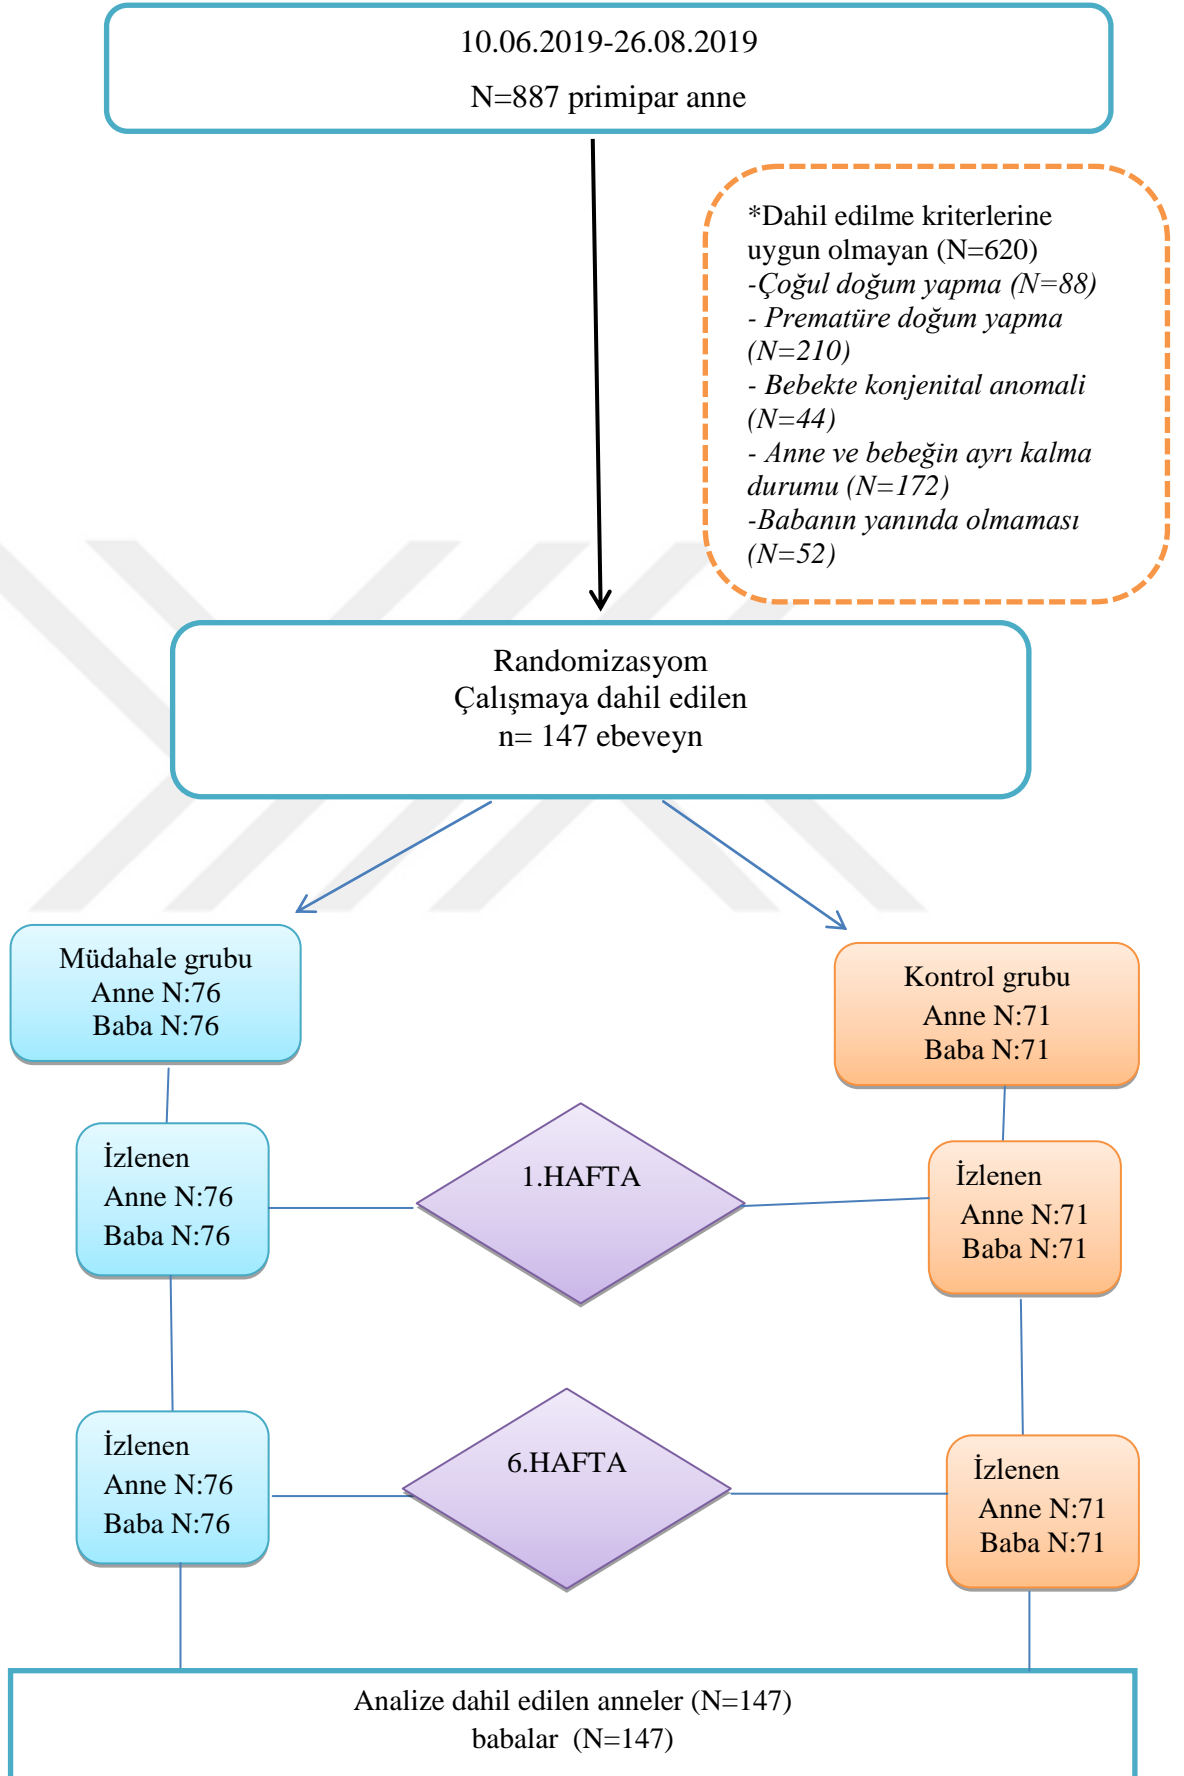 10.06.2019-26.08.2019
N=887 primipar anne
*Dahil edilme kriterlerine
uygun olmayan (N=620)
-Çoğul doğum yapma (N=88)
- Prematüre doğum yapma
(N=210)
- Bebekte konjenital anomali
(N=44)
- Anne ve bebeğin ayrı kalma
durumu (N=172)
-Babanın yanında olmaması
(N=52)
Randomizasyom
Çalışmaya dahil edilen
n= 147 ebeveyn
Müdahale grubu
Anne N:76
Baba N:76
Kontrol grubu
Anne N:71
Baba N:71
İzlenen
Anne N:76
Baba N:76
1.HAFTA
İzlenen
Anne N:71
Baba N:71
İzlenen
Anne N:76
Baba N:76
6.HAFTA
İzlenen
Anne N:71
Baba N:71
Analize dahil edilen anneler (N=147)
babalar (N=147)